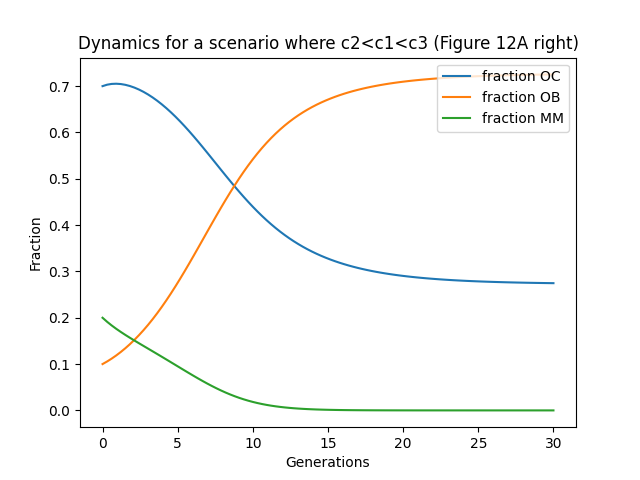 Dynamics for a scenario where c2<c1<c3 (Figure 12A right)
fraction OC
fraction OB
fraction MM
Fraction
0.7
0.6
0.5
0.4
0.3
0.2
0.1
0.0
0 5 10 15 20 25 30
Generations